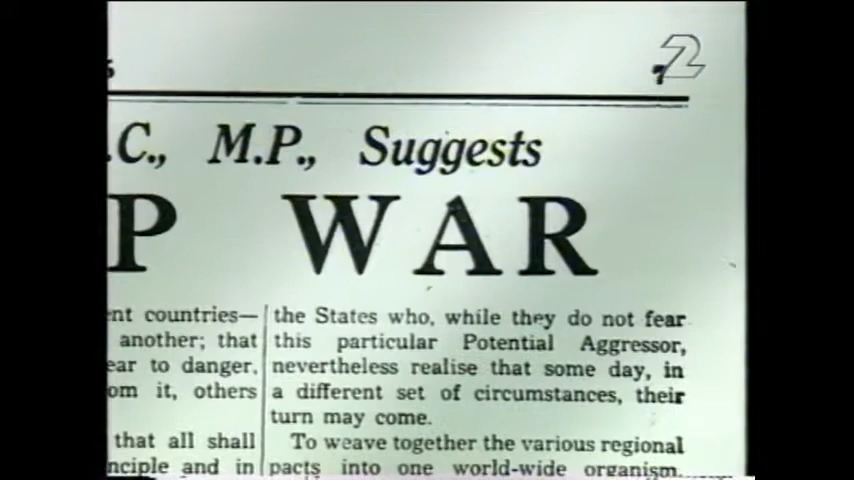 2
7
.C., M.P., Suggests
P WAR
nt countries—
another; that
ear to danger,
om it, others
that all shall
nciple and in
the States who, while they do not fear
this particular Potential Aggressor,
nevertheless realise that some day, in
a different set of circumstances, their
turn may come.
To weave together the various regional
pacts into one world-wide organism,